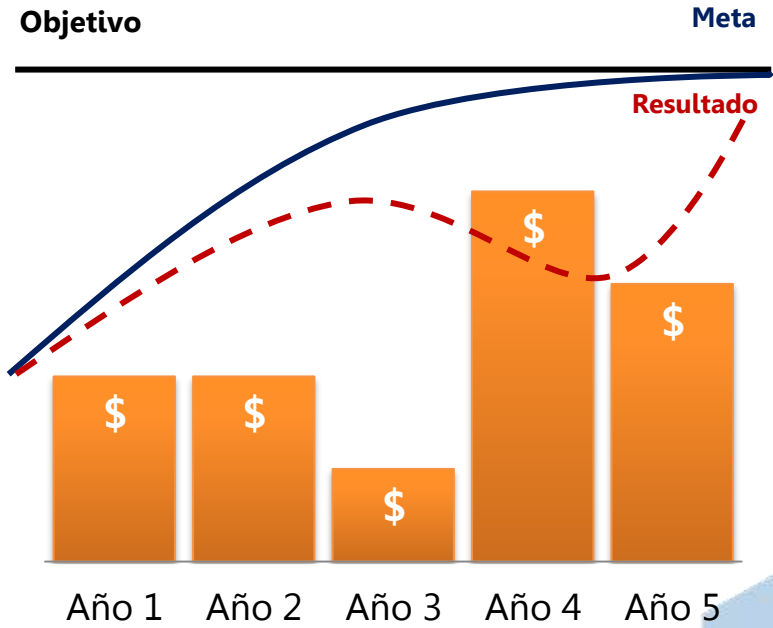 Objetivo
Meta
Resultado
$
$
$
$
$
Año 1
Año 2
Año 3
Año 4
Año 5